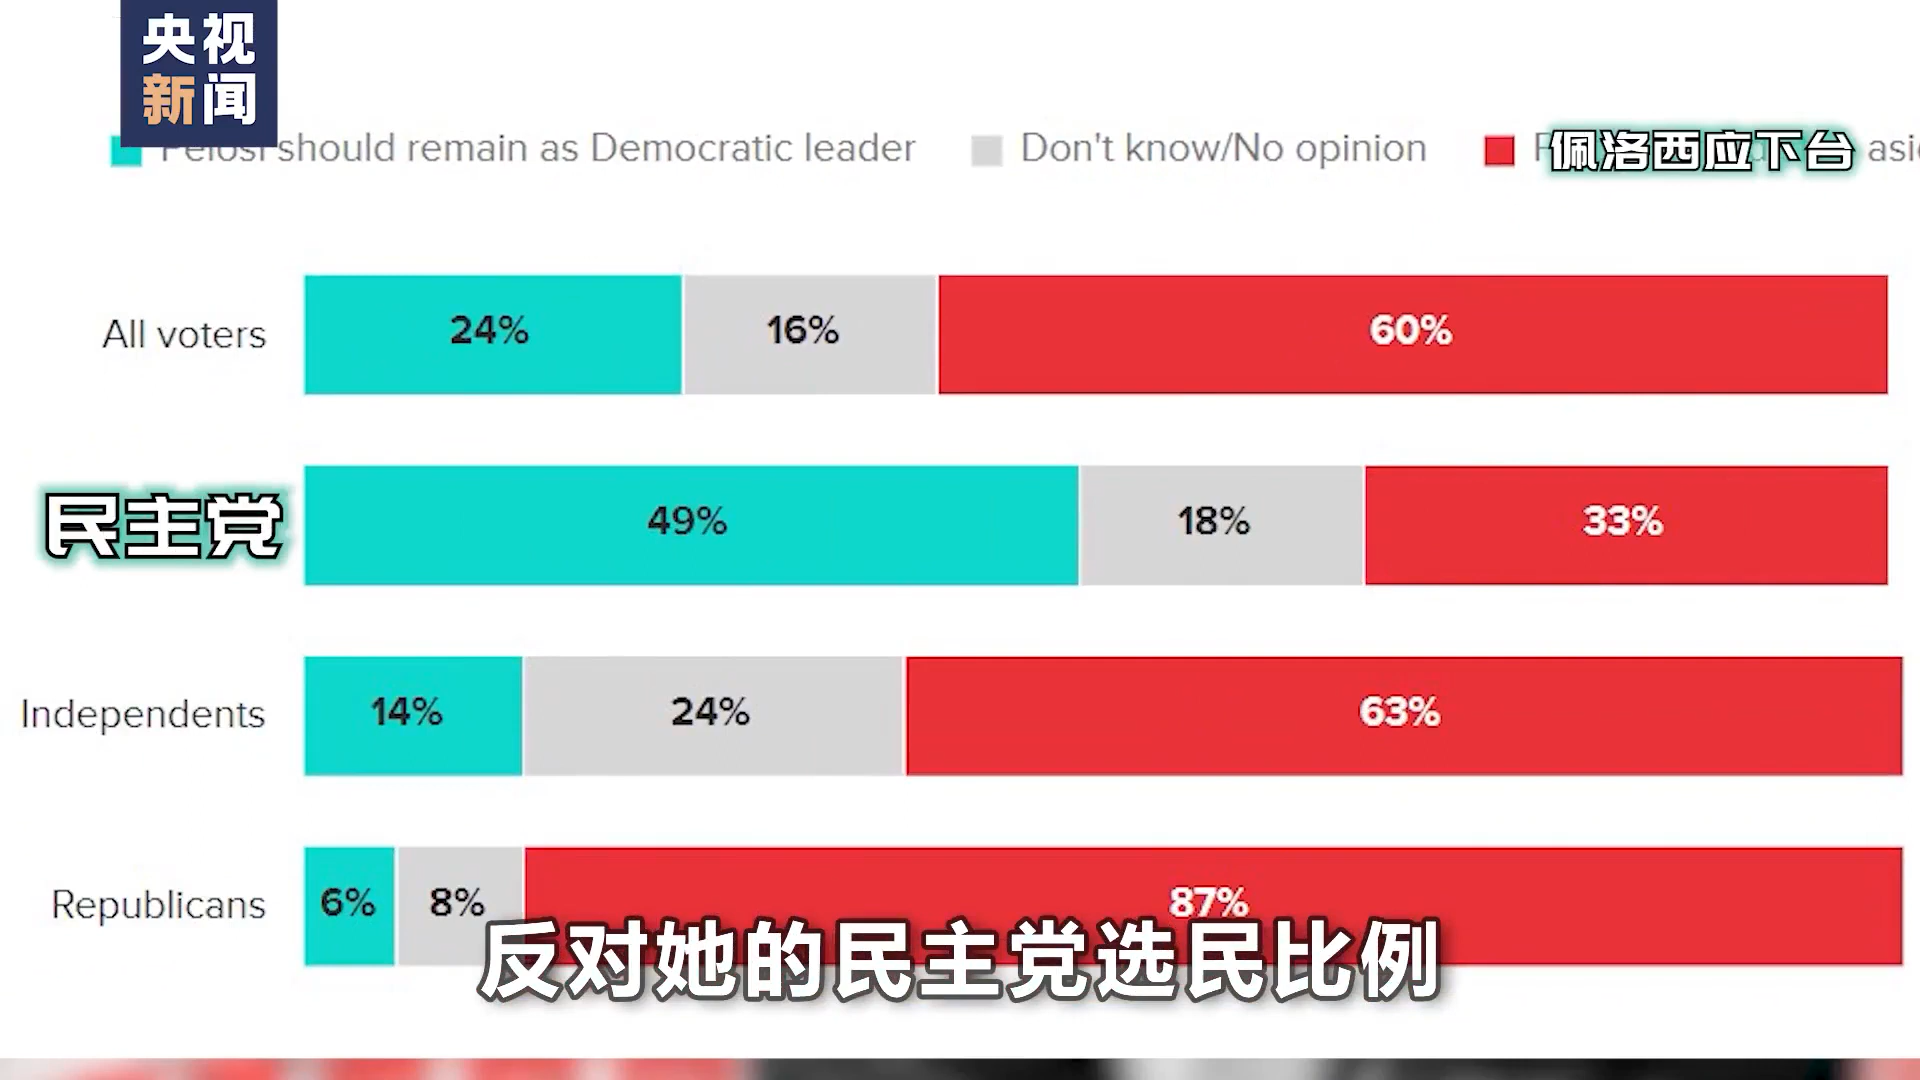 央视
新闻
should remain as Democratic leader
Don't know/No opinion
佩洛西应下台
All voters
24%
16%
60%
民主党
49%
18%
33%
Independents
14%
24%
63%
Republicans
6%
8%
87%
反对她的民主党选民比例